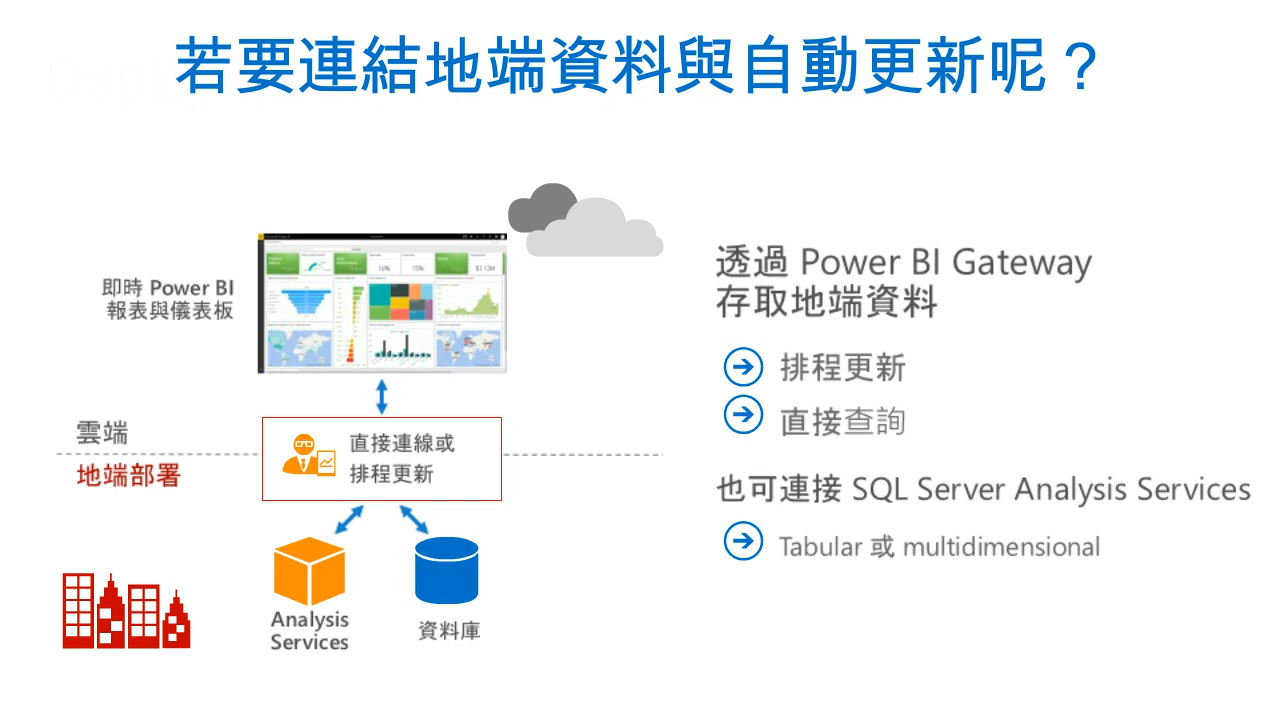 若要連結地端資料與自動更新呢？
即時 Power BI
報表與儀表板
16%
15%
$113M
雲端
地端部署
直接連線或
排程更新
Analysis
Services
資料庫
透過 Power BI Gateway
存取地端資料
排程更新
直接查詢
也可連接 SQL Server Analysis Services
Tabular 或 multidimensional